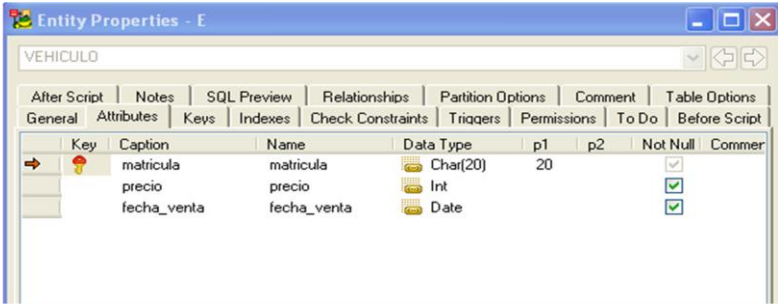 Entity Properties - E
VEHICULO
After Script Notes SQL Preview Relationships Partition Options Comment Table Options
General Attributes Keys Indexes Check Constraints Triggers Permissions To Do Before Script
Key Caption Name Data Type p1 p2 Not Null Commer
matricula matricula Char(20) 20
precio precio Int
fecha_venta fecha_venta Date